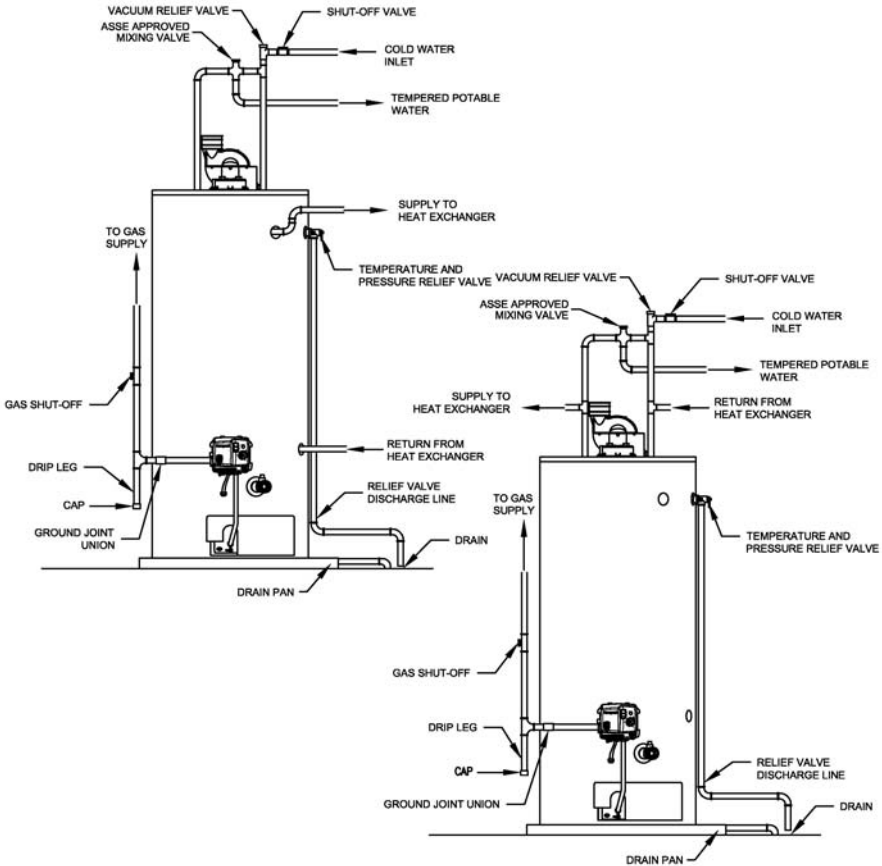 VACUUM RELIEF VALVE
SHUT-OFF VALVE
ASSE APPROVED
MIXING VALVE
COLD WATER
INLET
TEMPERED POTABLE
WATER
SUPPLY TO
HEAT EXCHANGER
TO GAS
SUPPLY
TEMPERATURE AND
PRESSURE RELIEF VALVE
GAS SHUT-OFF
RETURN FROM
HEAT EXCHANGER
DRIP LEG
CAP
RELIEF VALVE
DISCHARGE LINE
GROUND JOINT
UNION
DRAIN
DRAIN PAN
VACUUM RELIEF VALVE
SHUT-OFF VALVE
ASSE APPROVED
MIXING VALVE
COLD WATER
INLET
TEMPERED POTABLE
WATER
SUPPLY TO
HEAT EXCHANGER
RETURN FROM
HEAT EXCHANGER
TO GAS
SUPPLY
TEMPERATURE AND
PRESSURE RELIEF VALVE
GAS SHUT-OFF
DRIP LEG
CAP
RELIEF VALVE
DISCHARGE LINE
GROUND JOINT UNION
DRAIN
DRAIN PAN